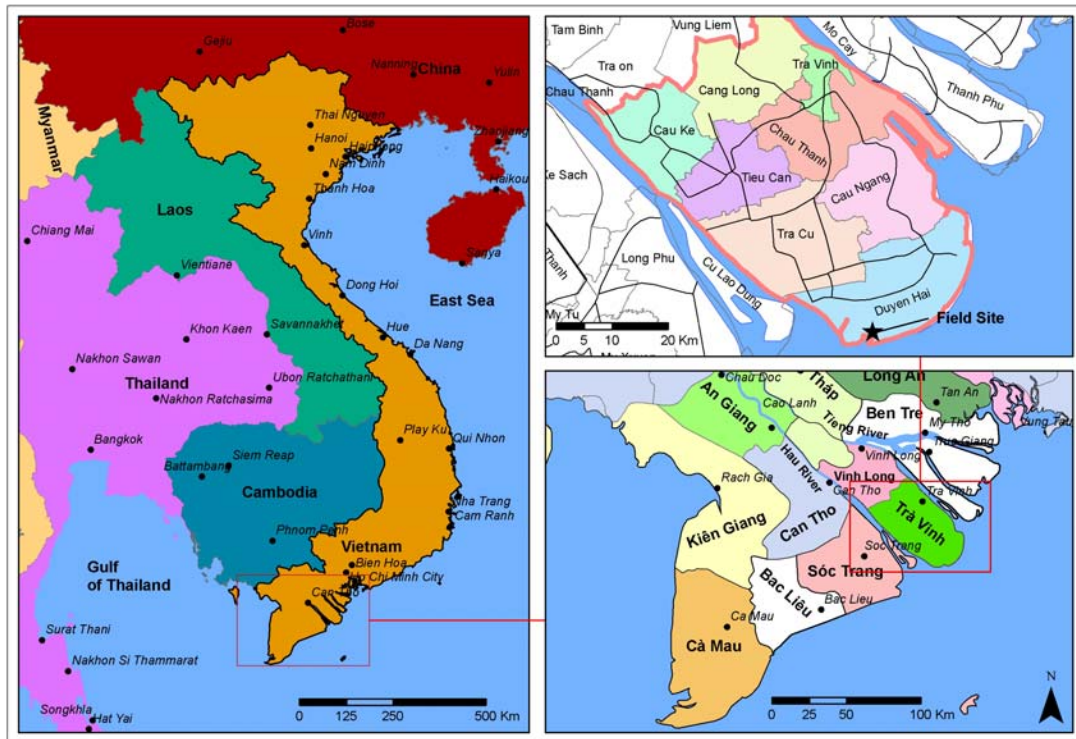 Bose
Gejiu
Nanning
China
Yulin
Myanmar
Thai Nguyen
Hanoi
Haiphong
Zhanjiang
Nam Dinh
Thanh Hoa
Haikou
Laos
Chiang Mai
Vinh
Sanya
Vientiane
Dong Hoi
East Sea
Khon Kaen
Savannakhet
Hue
Da Nang
Nakhon Sawan
Thailand
Ubon Ratchathani
Nakhon Ratchasima
Play Ku
Qui Nhon
Bangkok
Siem Reap
Battambang
Cambodia
Nha Trang
Cam Ranh
Phnom Penh
Vietnam
Bien Hoa
Ho Chi Minh City
Gulf
of Thailand
Can Tho
Surat Thani
Nakhon Si Thammarat
Songkhla
Hat Yai
0 125 250 500 Km
Tam Binh
Vung Liem
Mo Cay
Tra on
Tra Vinh
Chau Thanh
Cang Long
Thanh Phu
Cau Ke
Chau Thanh
Ke Sach
Tieu Can
Cau Ngang
Tra Cu
Long Phu
Thanh
Cu Lao Dung
Duyen Hai
My Tu
Field Site
0 5 10 20 Km
Chau Doc
Tháp
Long An
An Giang
Cao Lanh
Tan An
Ben Tre
Tieng River
My Tho
Vung Tau
Truc Giang
Hau River
Vinh Long
Rach Gia
Vinh Long
Can Tho
Tra Vinh
Kiên Giang
Can Tho
Trà Vinh
Soc Trang
Sóc Trang
Bac Liêu
Bac Lieu
Ca Mau
Cà Mau
N
0 25 50 100 Km